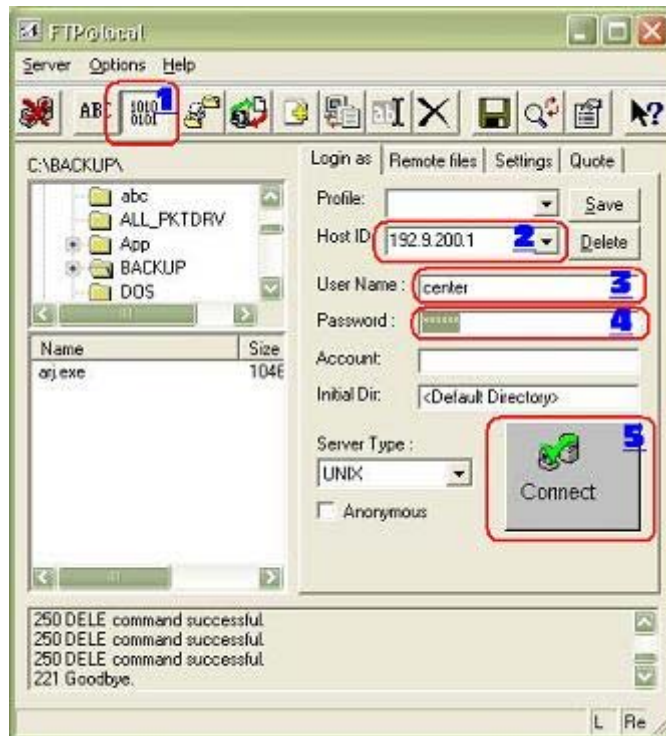 FTP@local
Server Options Help
ABC 1010 0101 1
C:\BACKUP\
abc
ALL_PKTDRV
App
BACKUP
DOS
Name Size
arj.exe 1046
Login as Remote files Settings Quote
Profile: Save
Host ID: 192.9.200.1 2 Delete
User Name : center 3
Password : ****** 4
Account:
Initial Dir: <Default Directory>
Server Type :
UNIX
Anonymous
5
Connect
250 DELE command successful.
250 DELE command successful.
250 DELE command successful.
221 Goodbye.
L Re